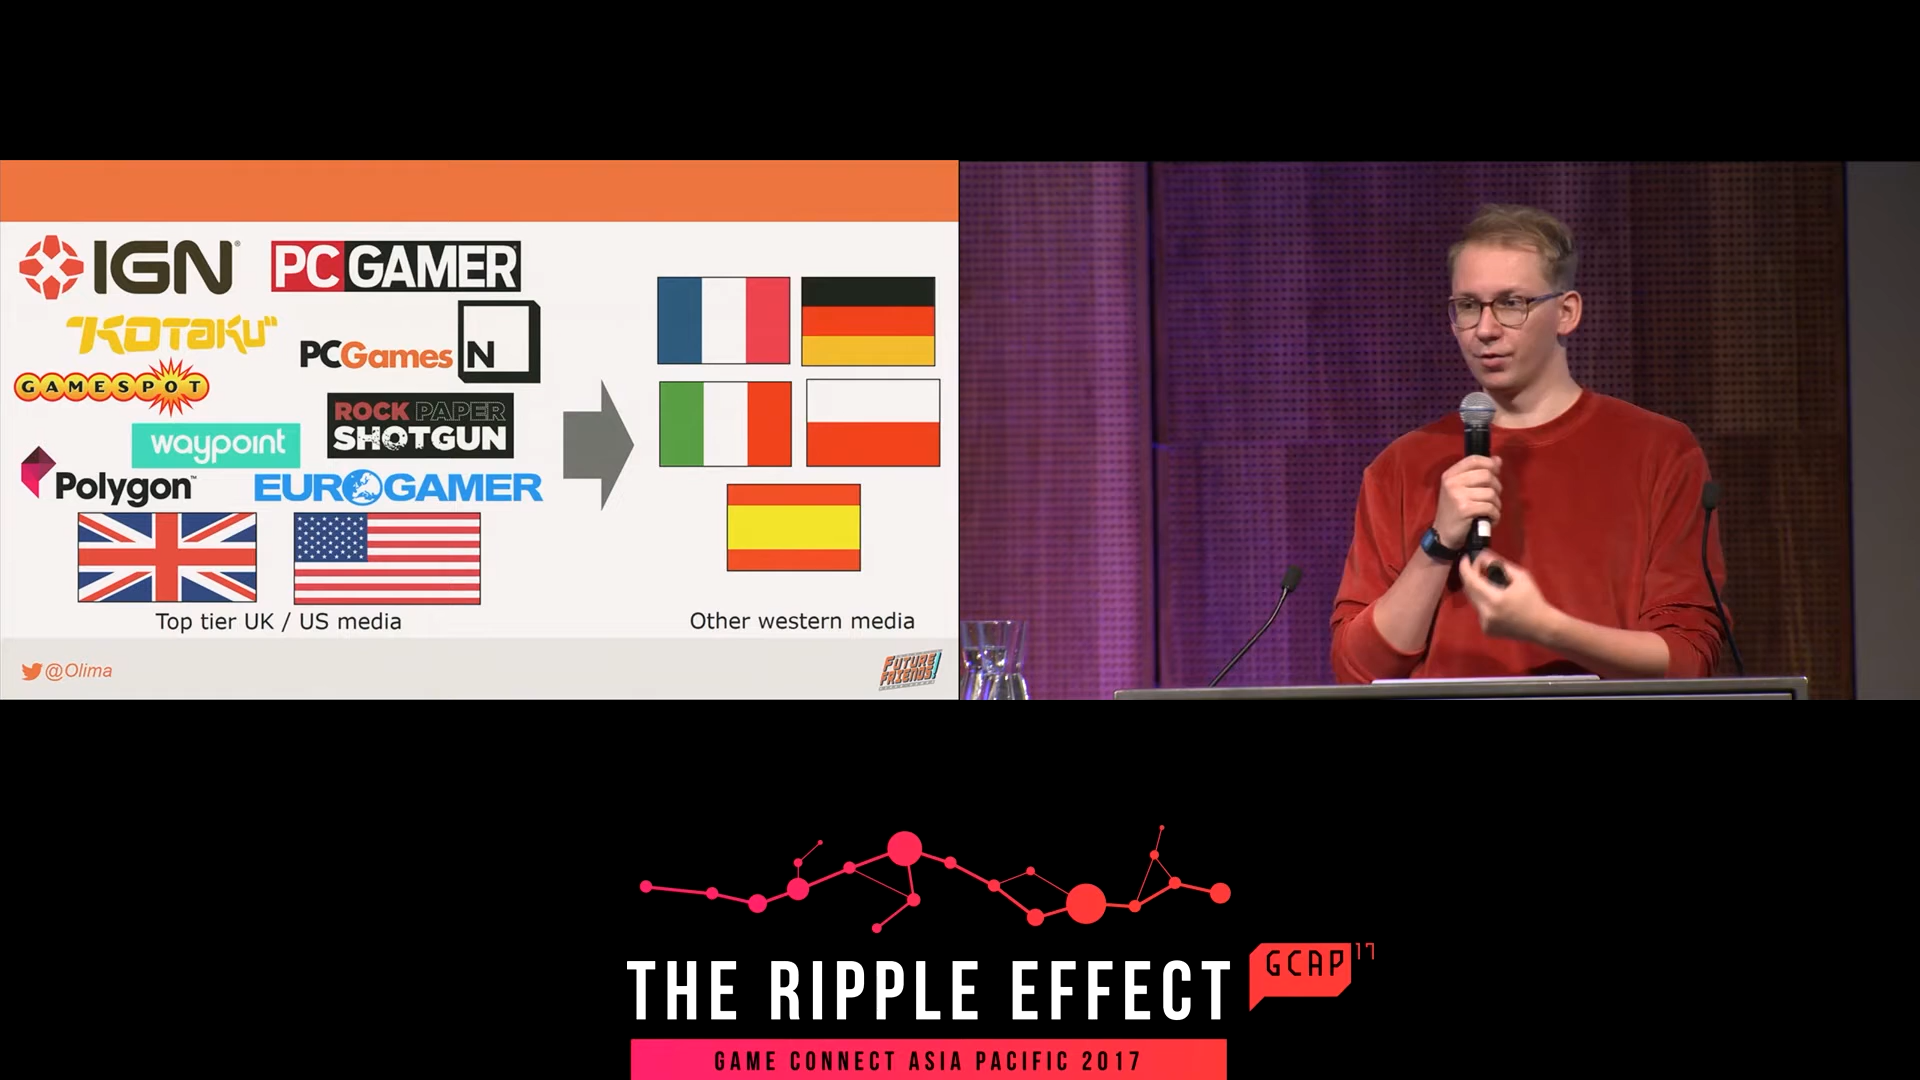 IGN
PC GAMER
"KOTAKU"
PCGames N
GAMESPOT
ROCK PAPER
SHOTGUN
waypoint
Polygon™
EUROGAMER
Top tier UK / US media
Other western media
@Olima
FUTURE
FRIENDS!
THE RIPPLE EFFECT
GCAP 17
GAME CONNECT ASIA PACIFIC 2017